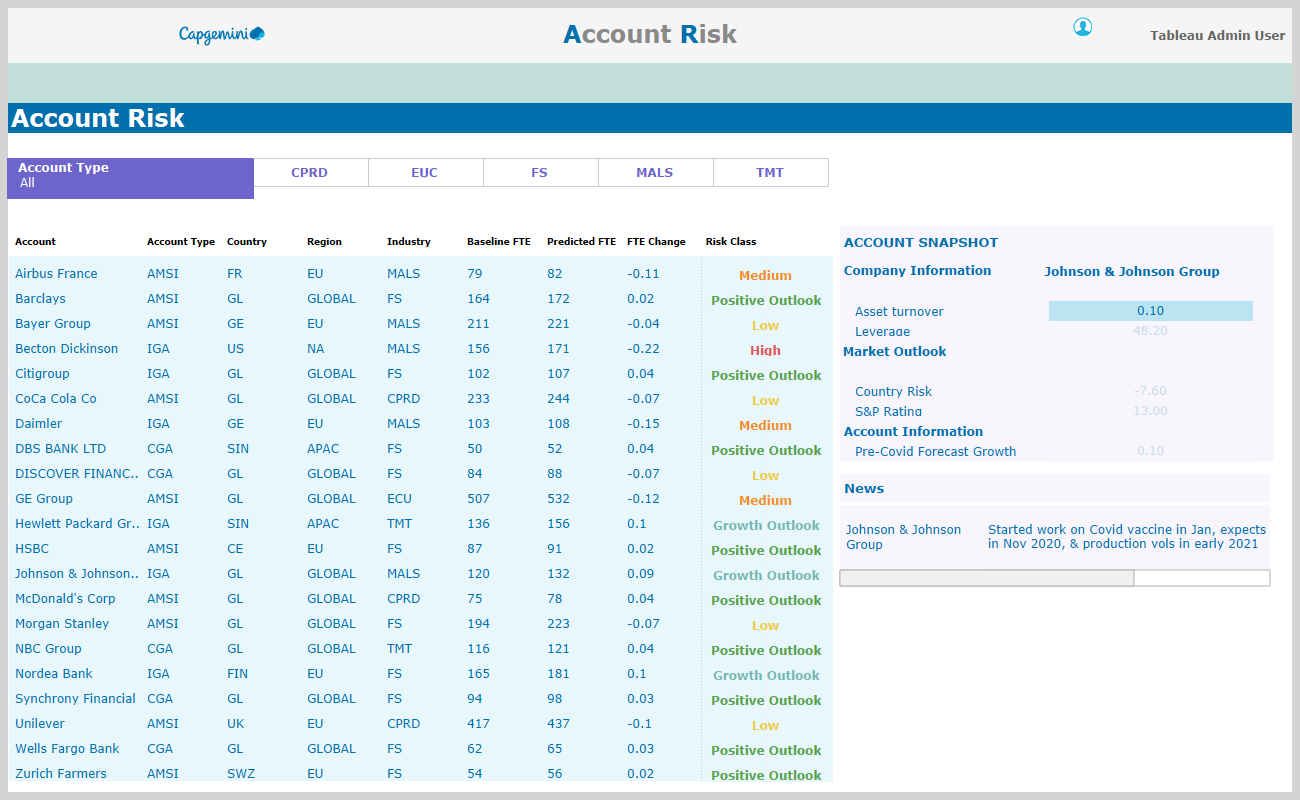 Capgemini
Account Risk
Tableau Admin User
Account Risk
Account Type
All
CPRD EUC FS MALS TMT
Account Account Type Country Region Industry Baseline FTE Predicted FTE FTE Change Risk Class
Airbus France AMSI FR EU MALS 79 82 -0.11 Medium
Barclays AMSI GL GLOBAL FS 164 172 0.02 Positive Outlook
Bayer Group AMSI GE EU MALS 211 221 -0.04 Low
Becton Dickinson IGA US NA MALS 156 171 -0.22 High
Citigroup IGA GL GLOBAL FS 102 107 0.04 Positive Outlook
CoCa Cola Co AMSI GL GLOBAL CPRD 233 244 -0.07 Low
Daimler IGA GE EU MALS 103 108 -0.15 Medium
DBS BANK LTD CGA SIN APAC FS 50 52 0.04 Positive Outlook
DISCOVER FINANC.. CGA GL GLOBAL FS 84 88 -0.07 Low
GE Group AMSI GL GLOBAL ECU 507 532 -0.12 Medium
Hewlett Packard Gr.. IGA SIN APAC TMT 136 156 0.1 Growth Outlook
HSBC AMSI CE EU FS 87 91 0.02 Positive Outlook
Johnson & Johnson.. IGA GL GLOBAL MALS 120 132 0.09 Growth Outlook
McDonald's Corp AMSI GL GLOBAL CPRD 75 78 0.04 Positive Outlook
Morgan Stanley AMSI GL GLOBAL FS 194 223 -0.07 Low
NBC Group CGA GL GLOBAL TMT 116 121 0.04 Positive Outlook
Nordea Bank IGA FIN EU FS 165 181 0.1 Growth Outlook
Synchrony Financial CGA GL GLOBAL FS 94 98 0.03 Positive Outlook
Unilever AMSI UK EU CPRD 417 437 -0.1 Low
Wells Fargo Bank CGA GL GLOBAL FS 62 65 0.03 Positive Outlook
Zurich Farmers AMSI SWZ EU FS 54 56 0.02 Positive Outlook
ACCOUNT SNAPSHOT
Company Information Johnson & Johnson Group
Asset turnover 0.10
Leverage 48.20
Market Outlook
Country Risk -7.60
S&P Rating 13.00
Account Information
Pre-Covid Forecast Growth 0.10
News
Johnson & Johnson Group
Started work on Covid vaccine in Jan, expects
in Nov 2020, & production vols in early 2021